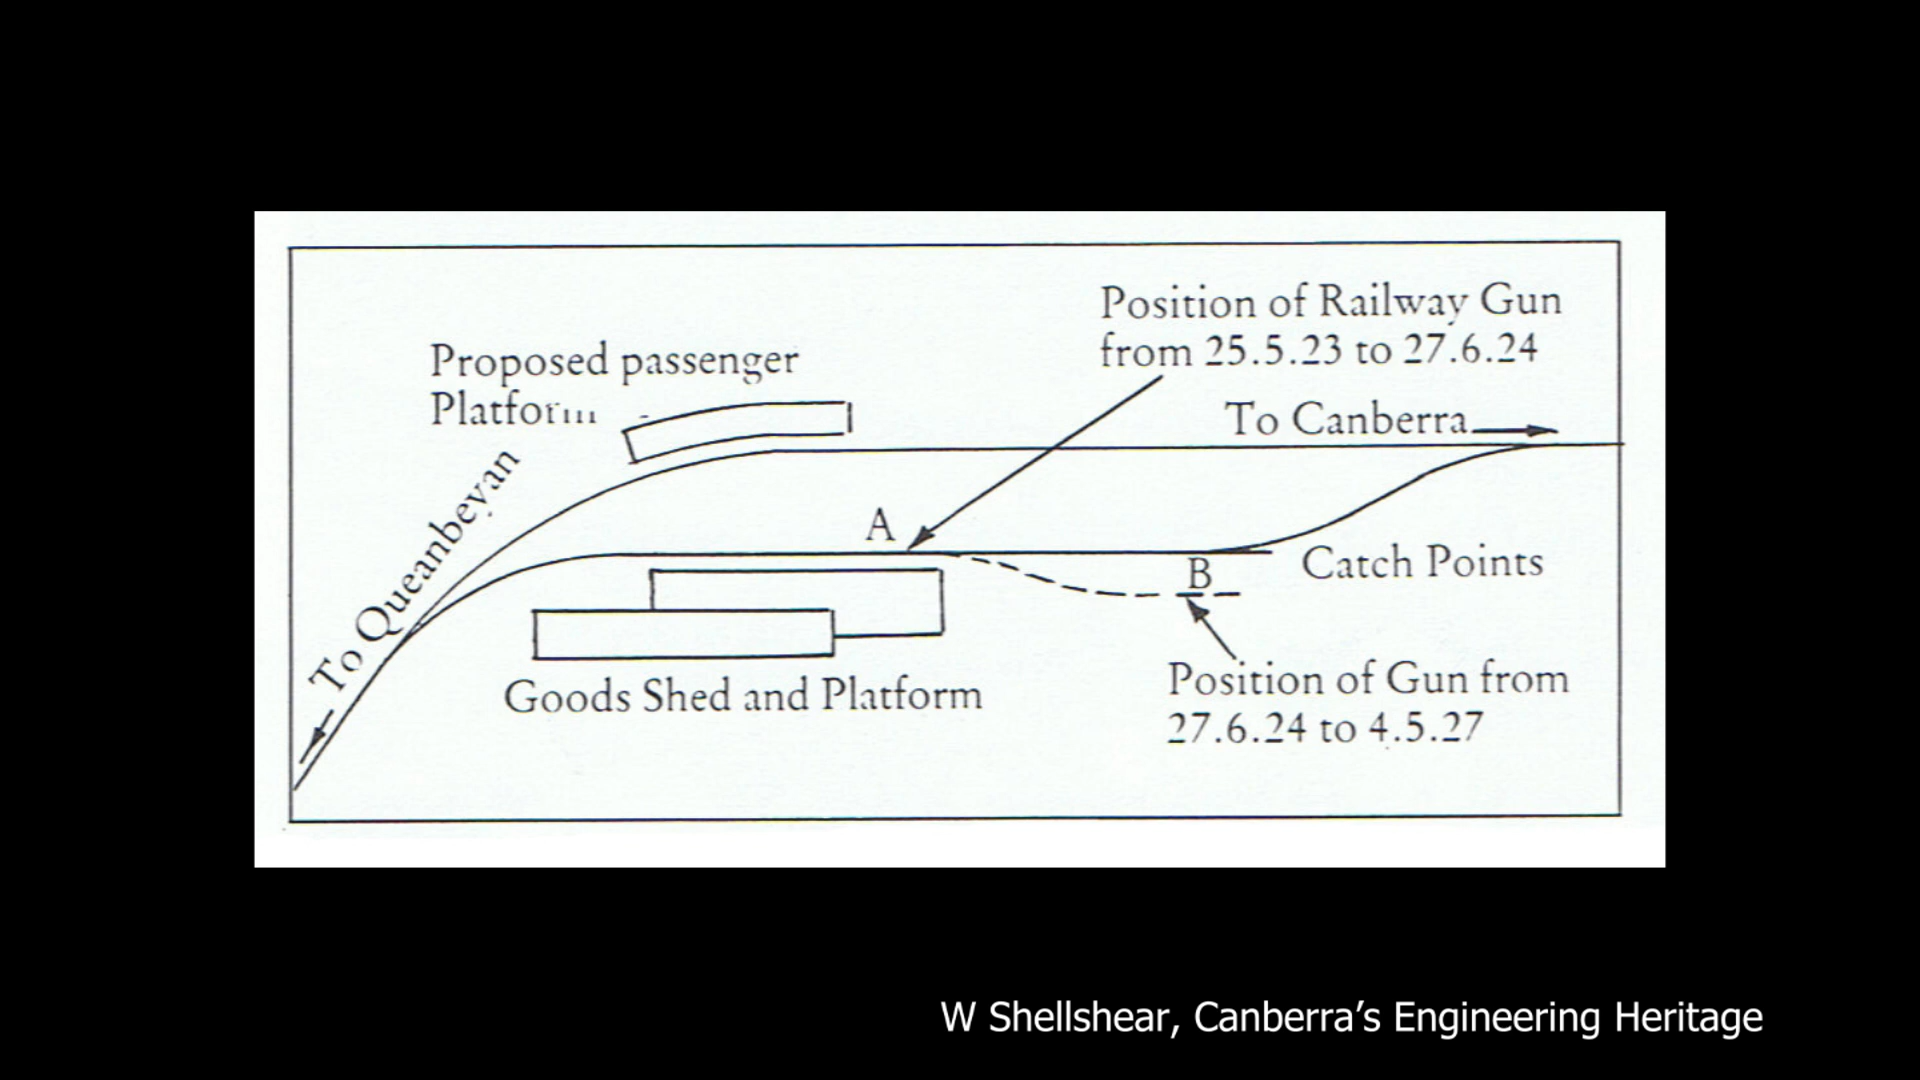 Position of Railway Gun
from 25.5.23 to 27.6.24
Proposed passenger
Platform
To Canberra
To Queanbeyan
A
B
Catch Points
Position of Gun from
27.6.24 to 4.5.27
Goods Shed and Platform
W Shellshear, Canberra’s Engineering Heritage